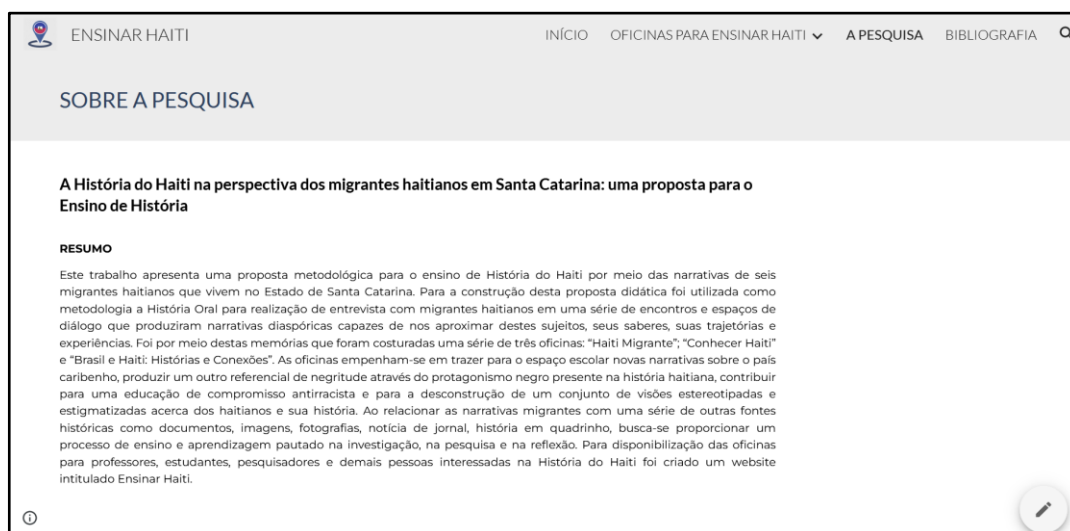 ENSINAR HAITI
INÍCIO OFICINAS PARA ENSINAR HAITI A PESQUISA BIBLIOGRAFIA
SOBRE A PESQUISA
A História do Haiti na perspectiva dos migrantes haitianos em Santa Catarina: uma proposta para o
Ensino de História
RESUMO
Este trabalho apresenta uma proposta metodológica para o ensino de História do Haiti por meio das narrativas de seis
migrantes haitianos que vivem no Estado de Santa Catarina. Para a construção desta proposta didática foi utilizada como
metodologia a História Oral para realização de entrevista com migrantes haitianos em uma série de encontros e espaços de
diálogo que produziram narrativas diaspóricas capazes de nos aproximar destes sujeitos, seus saberes, suas trajetórias e
experiências. Foi por meio destas memórias que foram costuradas uma série de três oficinas: “Haiti Migrante”; “Conhecer Haiti”
e “Brasil e Haiti: Histórias e Conexões”. As oficinas empenham-se em trazer para o espaço escolar novas narrativas sobre o país
caribenho, produzir um outro referencial de negritude através do protagonismo negro presente na história haitiana, contribuir
para uma educação de compromisso antirracista e para a desconstrução de um conjunto de visões estereotipadas e
estigmatizadas acerca dos haitianos e sua história. Ao relacionar as narrativas migrantes com uma série de outras fontes
históricas como documentos, imagens, fotografias, notícia de jornal, história em quadrinho, busca-se proporcionar um
processo de ensino e aprendizagem pautado na investigação, na pesquisa e na reflexão. Para disponibilização das oficinas
para professores, estudantes, pesquisadores e demais pessoas interessadas na História do Haiti foi criado um website
intitulado Ensinar Haiti.